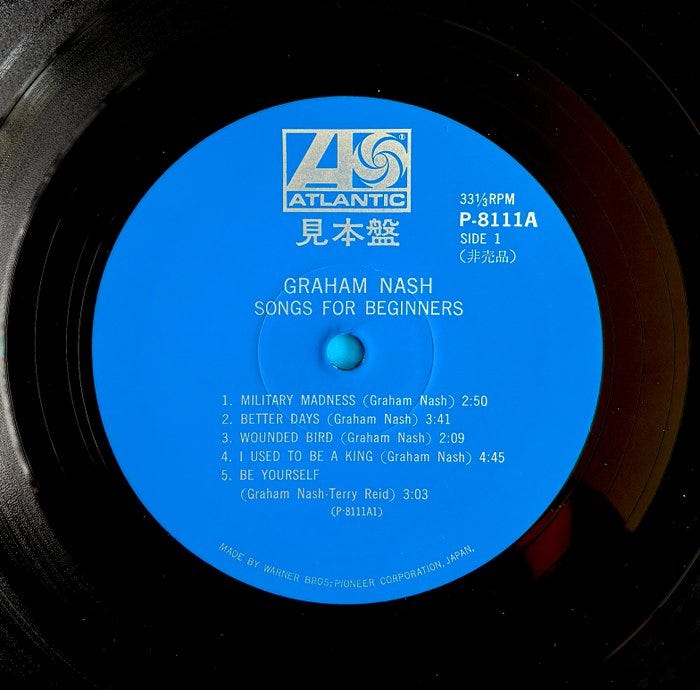 ATLANTIC
見本盤
33⅓RPM
P-8111A
SIDE 1
(非売品)
GRAHAM NASH
SONGS FOR BEGINNERS
1. MILITARY MADNESS (Graham Nash) 2:50
2. BETTER DAYS (Graham Nash) 3:41
3. WOUNDED BIRD (Graham Nash) 2:09
4. I USED TO BE A KING (Graham Nash) 4:45
5. BE YOURSELF
(Graham Nash-Terry Reid) 3:03
(P-8111A1)
MADE BY WARNER BROS;-PIONEER CORPORATION, JAPAN,